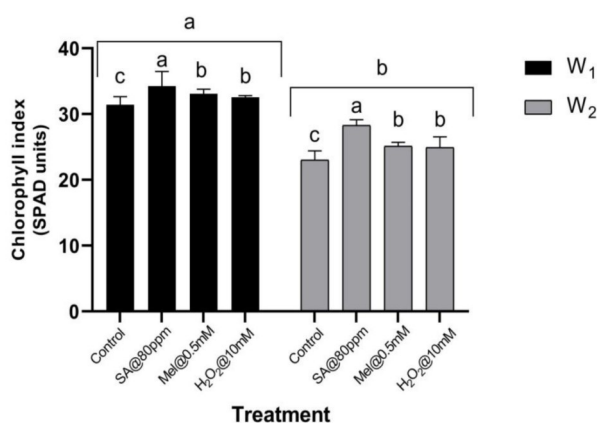 a
b
W₁
W₂
c a b b
c a b b
Chlorophyll index
(SPAD units)
40
30
20
10
0
Control
SA@80ppm
Mel@0.5mM
H₂O₂@10mM
Control
SA@80ppm
Mel@0.5mM
H₂O₂@10mM
Treatment